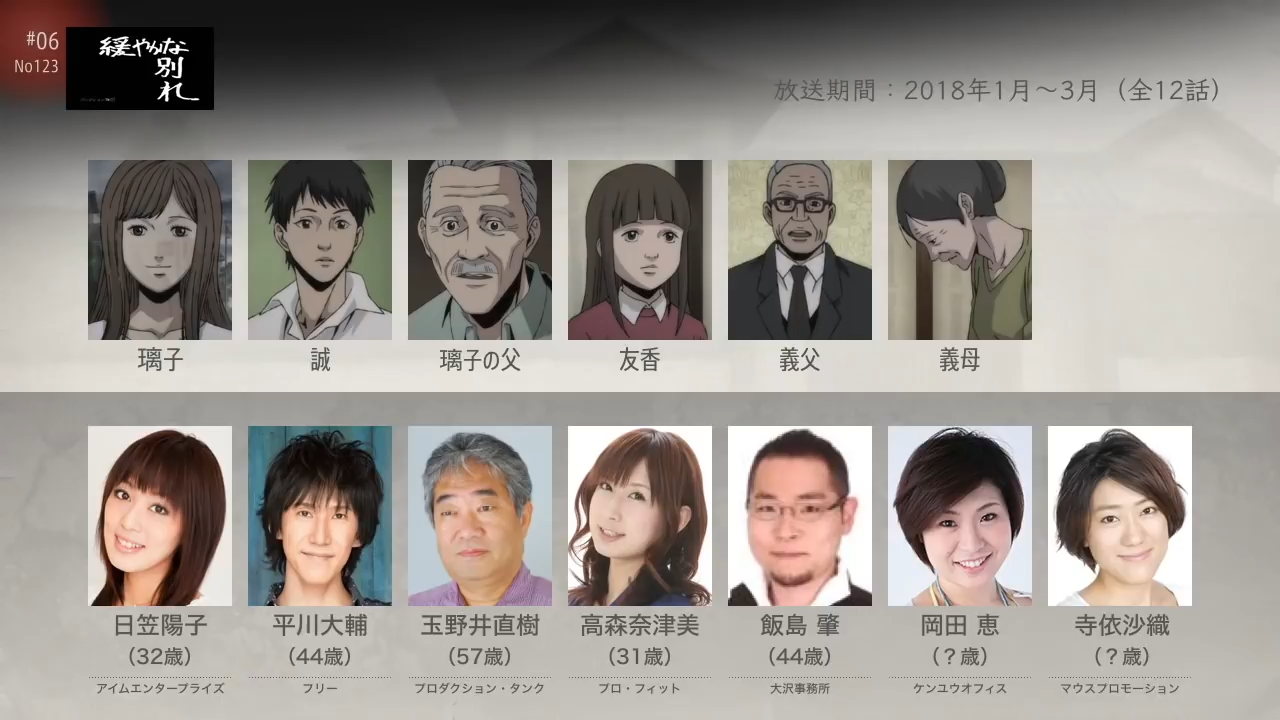 #06
No123
緩やかな
別
れ
放送期間：2018年1月～3月（全12話）
璃子
誠
璃子の父
友香
義父
義母
日笠陽子
平川大輔
玉野井直樹
高森奈津美
飯島 肇
岡田 恵
寺依沙織
（32歳）
（44歳）
（57歳）
（31歳）
（44歳）
（？歳）
（？歳）
アイムエンタープライズ
フリー
プロダクション・タンク
プロ・フィット
大沢事務所
ケンユウオフィス
マウスプロモーション